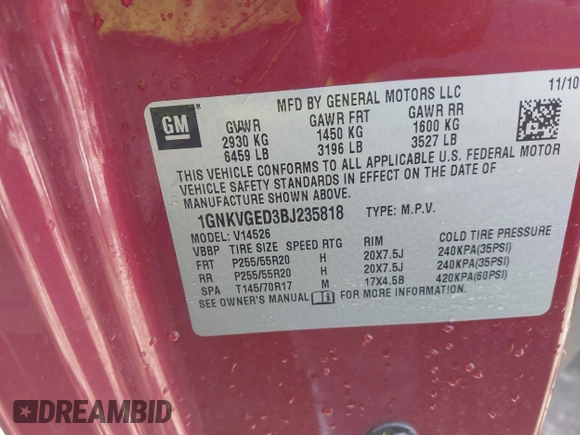 MFD BY GENERAL MOTORS LLC 11/10
GM
GVWR GAWR FRT GAWR RR
2930 KG 1450 KG 1600 KG
6459 LB 3196 LB 3527 LB
THIS VEHICLE CONFORMS TO ALL APPLICABLE U.S. FEDERAL MOTOR
VEHICLE SAFETY STANDARDS IN EFFECT ON THE DATE OF
MANUFACTURE SHOWN ABOVE.
1GNKVGED3BJ235818 TYPE: M.P.V.
MODEL: V14526
VBBP TIRE SIZE SPEED RTG RIM COLD TIRE PRESSURE
FRT P255/55R20 H 20X7.5J 240KPA(35PSI)
RR P255/55R20 H 20X7.5J 240KPA(35PSI)
SPA T145/70R17 M 17X4.5B 420KPA(60PSI)
SEE OWNER'S MANUAL FOR MORE INFORMATION.
DREAMBID